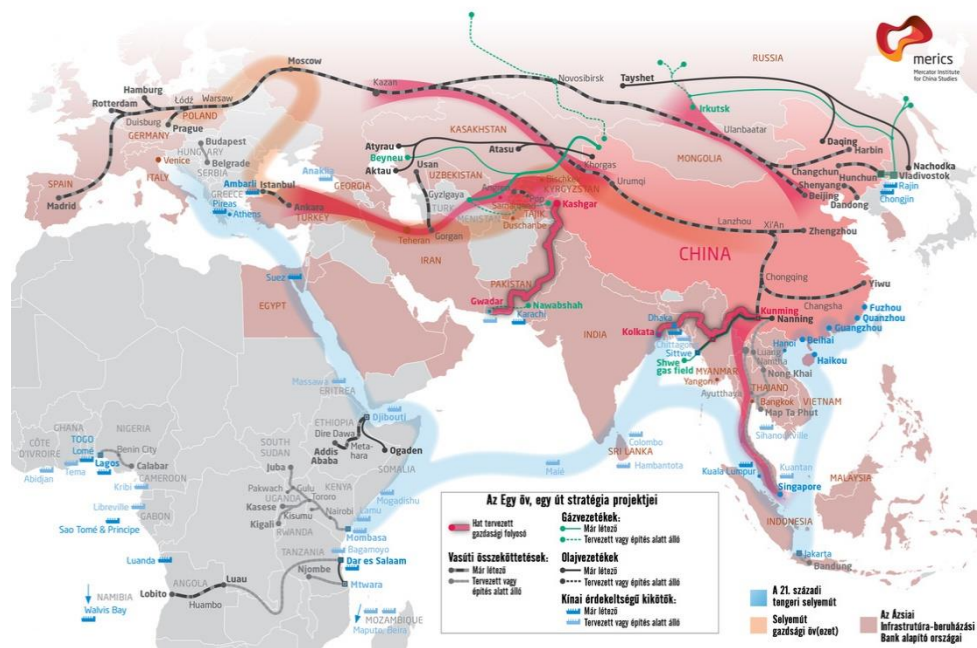 merics
Mercator Institute
for China Studies
RUSSIA
Moscow
Hamburg
Rotterdam
Łódź
Warsaw
Duisburg
POLAND
GERMANY
Prague
Budapest
HUNGARY
Belgrade
SERBIA
Venice
ITALY
SPAIN
Madrid
GREECE
Pireas
Athens
Ambarli
Istanbul
Ankara
TURKEY
Anaklia
GEORGIA
Kazan
Novosibirsk
Tayshet
Irkutsk
Ulanbaatar
MONGOLIA
KASAKHSTAN
Atyrau
Beyneu
Aktau
Atasu
Usan
UZBEKISTAN
Gyzigaya
Khorgas
Bischkek
KYRGYZSTAN
Urumqi
Kashgar
Samarkand
TADJIK.
Duschanbe
Teheran
Gorgan
IRAN
Daqing
Harbin
Changchun
Hunchun
Shenyang
Dandong
Beijing
Nachodka
Vladivostok
Rajin
Chongjin
Lanzhou
Xi'An
Zhengzhou
CHINA
Chongqing
Yiwu
Changsha
Fuzhou
Quanzhou
Guangzhou
Kunming
Nanning
Hanoi
Beihai
Haikou
PAKISTAN
Gwadar
Nawabshah
Karachi
INDIA
Kolkata
Dhaka
Chittagon
Sittwe
Shwe
gas field
MYANMAR
Yangon
Luang
Namtha
Nong Khai
THAILAND
Ayutthaya
Bangkok
Map Ta Phut
VIETNAM
Sihanoukville
Colombo
SRI LANKA
Hambantota
Malé
Kuantan
Kuala Lumpur
Singapore
MALAYSIA
INDONESIA
Jakarta
Bandung
Suez
EGYPT
Massawa
ERITREA
Djibouti
ETHIOPIA
Dire Dawa
Addis
Ababa
Meta-
hara
Ogaden
SOMALIA
Mogadishu
SOUTH
SUDAN
Juba
Pakwach
Gulu
Tororo
KENYA
UGANDA
Kasese
Kisumu
Nairobi
Lamu
Kigali
RWANDA
Mombasa
Bagamoyo
TANZANIA
Dar es Salaam
Njombe
Mtwara
GHANA
NIGERIA
CÔTE
D'IVOIRE
TOGO
Lomé
Benin City
Lagos
Abidjan
Tema
Calabar
CAMEROON
Kribi
Libreville
GABON
Sao Tomé & Principe
Luanda
ANGOLA
Luau
Lobito
Huambo
NAMIBIA
Walvis Bay
MOZAMBIQUE
Maputo, Beira
Az Egy öv, egy út stratégia projektjei
Hat tervezett
gazdasági folyosó
Vasúti összeköttetések:
Már létező
Tervezett vagy
építés alatt álló
Gázvezetékek:
Már létező
Tervezett vagy építés alatt álló
Olajvezetékek:
Már létező
Tervezett vagy építés alatt álló
Kínai érdekeltségű kikötők:
Már létező
Tervezett vagy építés alatt álló
A 21. századi
tengeri selyemút
Selyemút
gazdasági öv(ezet)
Az Ázsiai
Infrastrutúra-beruházási
Bank alapító országai